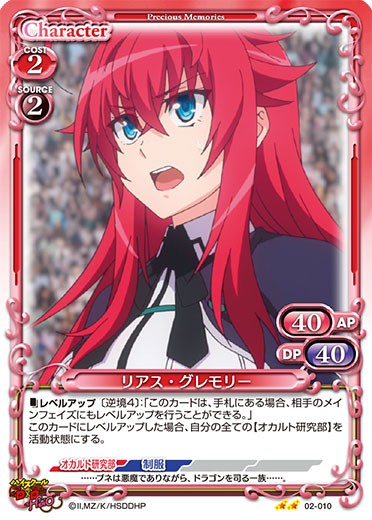 Precious Memories
Character
COST
2
SOURCE
2
40 AP
DP 40
リアス・グレモリー
レベルアップ〔逆境4〕:「このカードは、手札にある場合、相手のメインフェイズにもレベルアップを行うことができる。」
このカードにレベルアップした場合、自分の全ての【オカルト研究部】を活動状態にする。
オカルト研究部
制服
……ブネは悪魔でありながら、ドラゴンを司る一族……。
ハイスクール
D×D
HERO
©II,MZ/K/HSDDHP
02-010